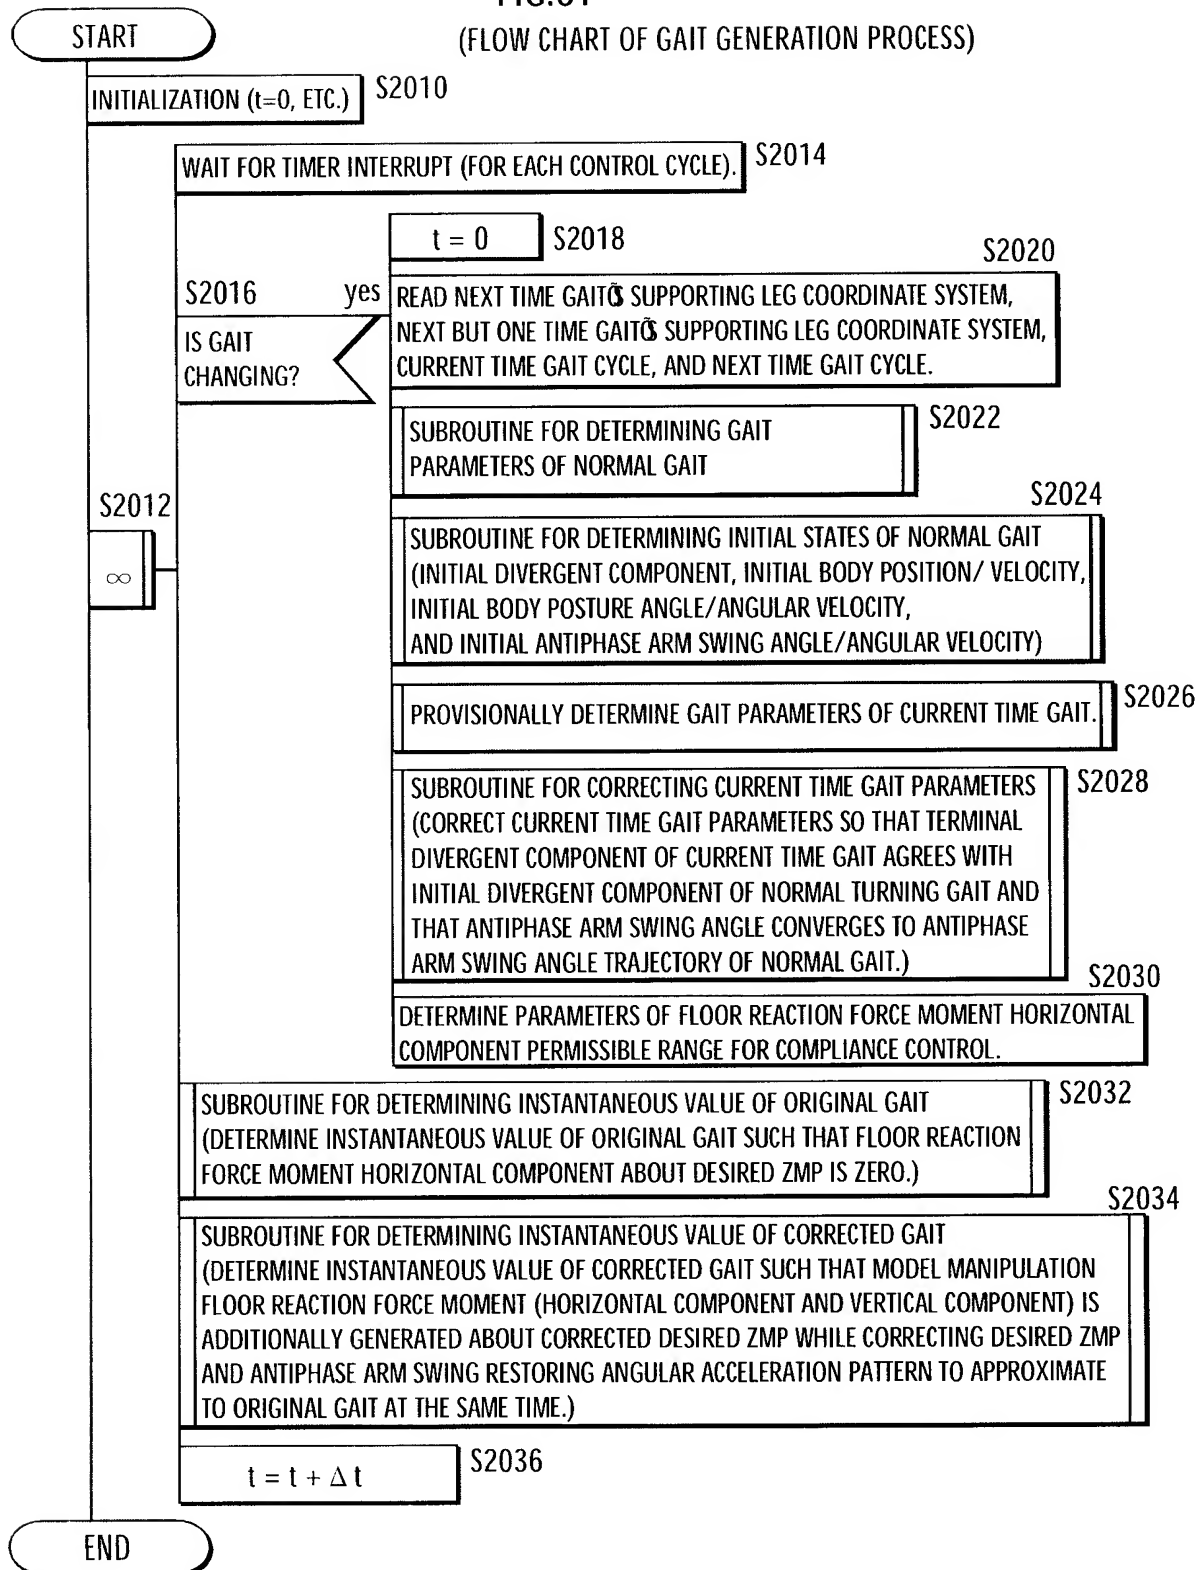 START
(FLOW CHART OF GAIT GENERATION PROCESS)
INITIALIZATION (t=0, ETC.)
S2010
WAIT FOR TIMER INTERRUPT (FOR EACH CONTROL CYCLE).
S2014
t = 0
S2018
S2020
S2016
yes
IS GAIT
CHANGING?
READ NEXT TIME GAITÕS SUPPORTING LEG COORDINATE SYSTEM,
NEXT BUT ONE TIME GAITÕS SUPPORTING LEG COORDINATE SYSTEM,
CURRENT TIME GAIT CYCLE, AND NEXT TIME GAIT CYCLE.
SUBROUTINE FOR DETERMINING GAIT
PARAMETERS OF NORMAL GAIT
S2022
S2012
∞
S2024
SUBROUTINE FOR DETERMINING INITIAL STATES OF NORMAL GAIT
(INITIAL DIVERGENT COMPONENT, INITIAL BODY POSITION/ VELOCITY,
INITIAL BODY POSTURE ANGLE/ANGULAR VELOCITY,
AND INITIAL ANTIPHASE ARM SWING ANGLE/ANGULAR VELOCITY)
PROVISIONALLY DETERMINE GAIT PARAMETERS OF CURRENT TIME GAIT.
S2026
SUBROUTINE FOR CORRECTING CURRENT TIME GAIT PARAMETERS
(CORRECT CURRENT TIME GAIT PARAMETERS SO THAT TERMINAL
DIVERGENT COMPONENT OF CURRENT TIME GAIT AGREES WITH
INITIAL DIVERGENT COMPONENT OF NORMAL TURNING GAIT AND
THAT ANTIPHASE ARM SWING ANGLE CONVERGES TO ANTIPHASE
ARM SWING ANGLE TRAJECTORY OF NORMAL GAIT.)
S2028
S2030
DETERMINE PARAMETERS OF FLOOR REACTION FORCE MOMENT HORIZONTAL
COMPONENT PERMISSIBLE RANGE FOR COMPLIANCE CONTROL.
SUBROUTINE FOR DETERMINING INSTANTANEOUS VALUE OF ORIGINAL GAIT
(DETERMINE INSTANTANEOUS VALUE OF ORIGINAL GAIT SUCH THAT FLOOR REACTION
FORCE MOMENT HORIZONTAL COMPONENT ABOUT DESIRED ZMP IS ZERO.)
S2032
S2034
SUBROUTINE FOR DETERMINING INSTANTANEOUS VALUE OF CORRECTED GAIT
(DETERMINE INSTANTANEOUS VALUE OF CORRECTED GAIT SUCH THAT MODEL MANIPULATION
FLOOR REACTION FORCE MOMENT (HORIZONTAL COMPONENT AND VERTICAL COMPONENT) IS
ADDITIONALLY GENERATED ABOUT CORRECTED DESIRED ZMP WHILE CORRECTING DESIRED ZMP
AND ANTIPHASE ARM SWING RESTORING ANGULAR ACCELERATION PATTERN TO APPROXIMATE
TO ORIGINAL GAIT AT THE SAME TIME.)
t = t + Δ t
S2036
END